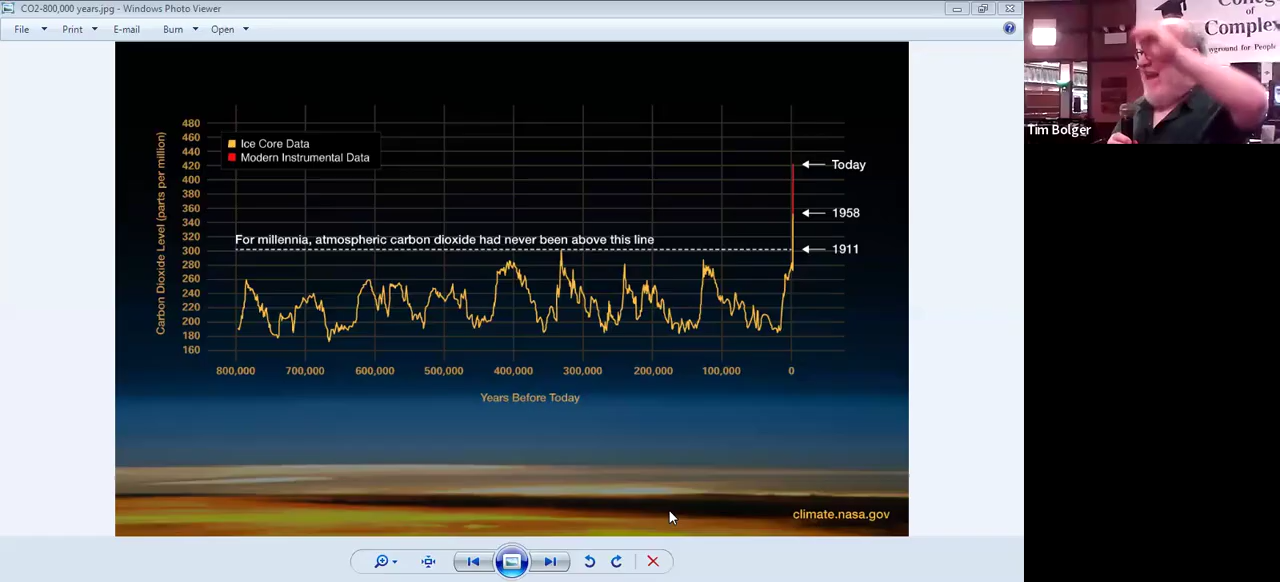 CO2-800,000 years.jpg - Windows Photo Viewer
File Print E-mail Burn Open
of
Complex
yground for People
Tim Bolger
480
460
440
420
400
380
360
340
320
300
280
260
240
220
200
180
160
Carbon Dioxide Level (parts per million)
Ice Core Data
Modern Instrumental Data
For millennia, atmospheric carbon dioxide had never been above this line
Today
1958
1911
800,000 700,000 600,000 500,000 400,000 300,000 200,000 100,000 0
Years Before Today
climate.nasa.gov